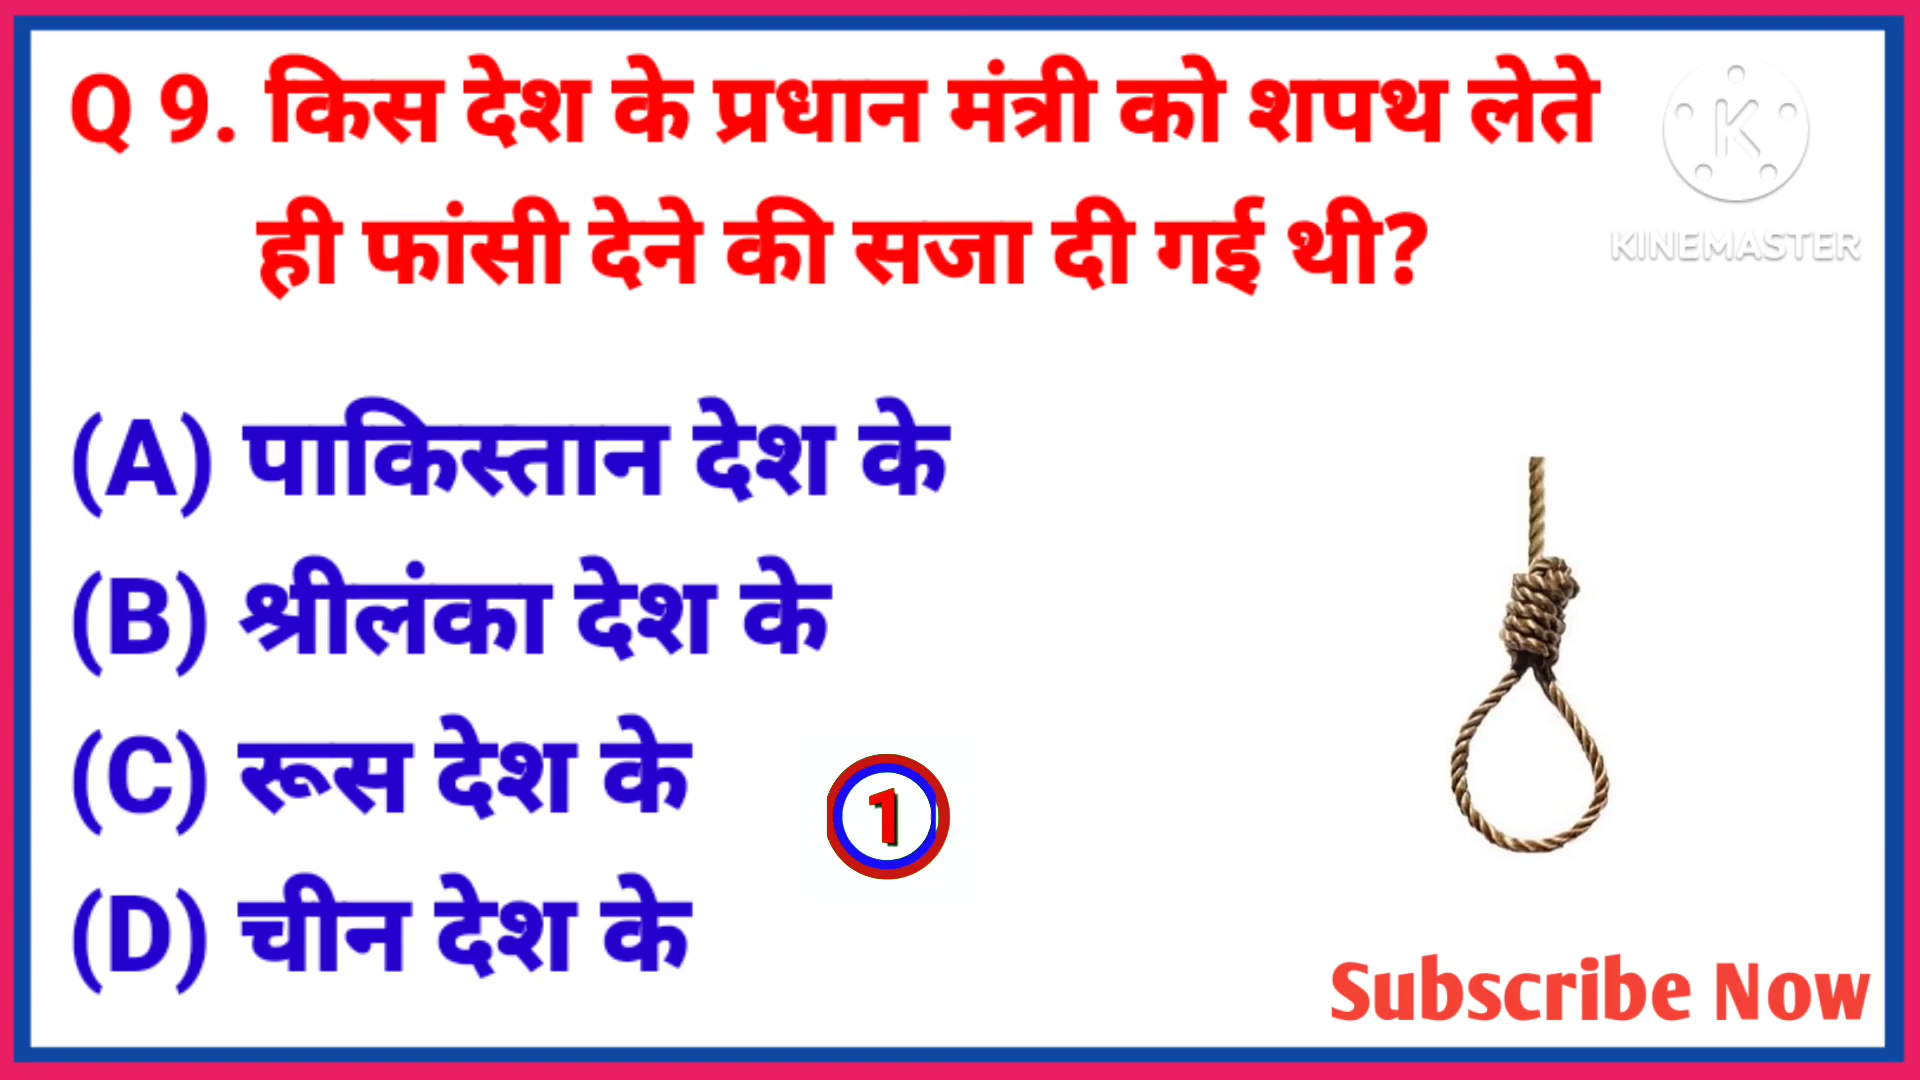 Q 9. किस देश के प्रधान मंत्री को शपथ लेते
ही फांसी देने की सजा दी गई थी?
K
KINEMASTER
(A) पाकिस्तान देश के
(B) श्रीलंका देश के
(C) रूस देश के
1
(D) चीन देश के
Subscribe Now